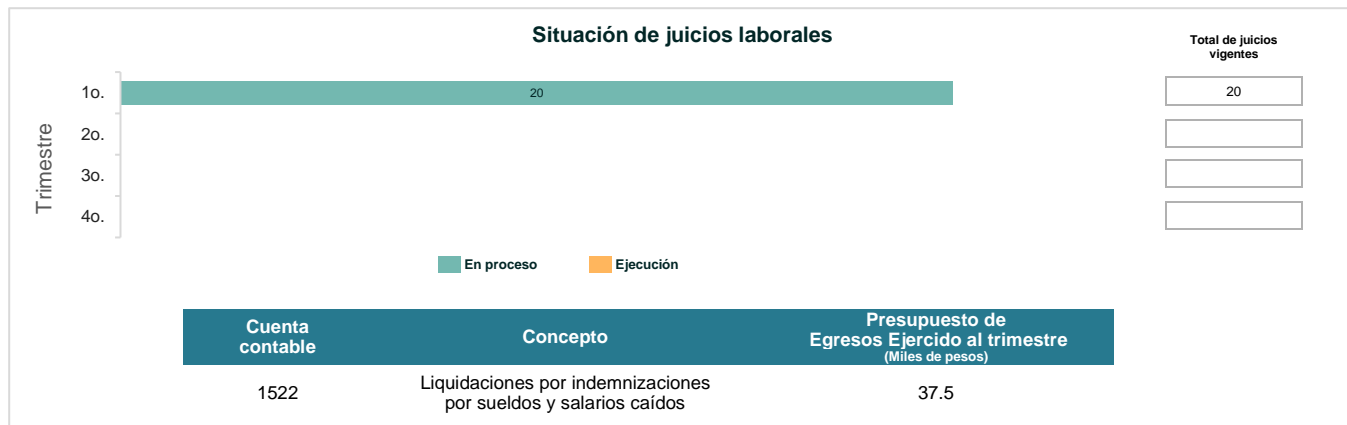 Situación de juicios laborales
Total de juicios
vigentes
Trimestre
1o.
20
20
2o.
3o.
4o.
En proceso
Ejecución
Cuenta
contable
Concepto
Presupuesto de
Egresos Ejercido al trimestre
(Miles de pesos)
1522
Liquidaciones por indemnizaciones
por sueldos y salarios caídos
37.5